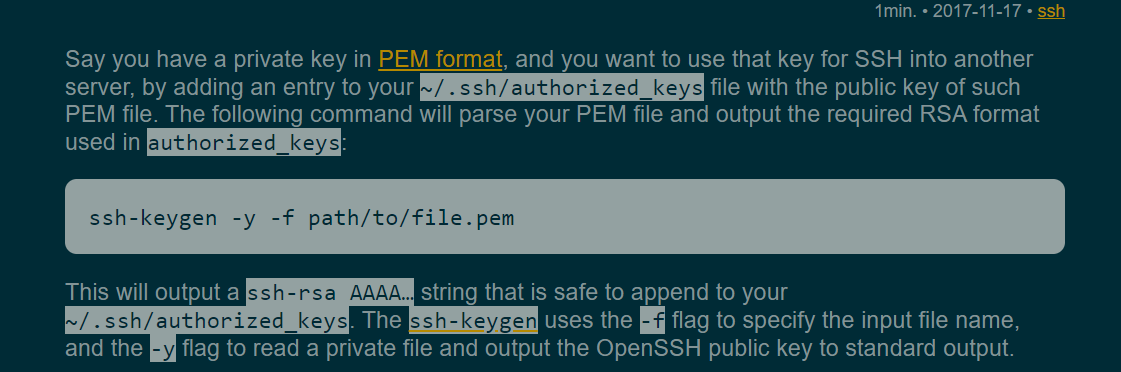 1min. • 2017-11-17 • ssh
Say you have a private key in PEM format, and you want to use that key for SSH into another
server, by adding an entry to your ~/.ssh/authorized_keys file with the public key of such
PEM file. The following command will parse your PEM file and output the required RSA format
used in authorized_keys:
ssh-keygen -y -f path/to/file.pem
This will output a ssh-rsa AAAA… string that is safe to append to your
~/.ssh/authorized_keys. The ssh-keygen uses the -f flag to specify the input file name,
and the -y flag to read a private file and output the OpenSSH public key to standard output.